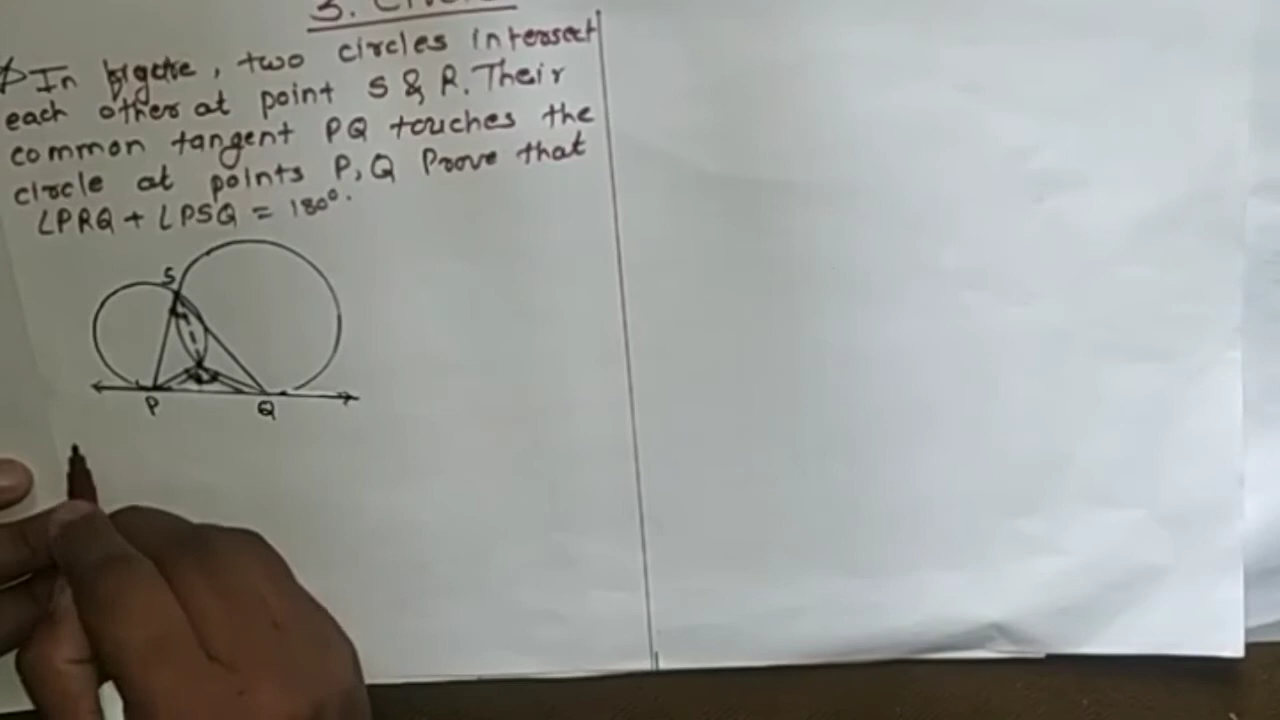 3. Circle
In figure, two circles intersect
each other at point S & R. Their
common tangent PQ touches the
circle at points P, Q Prove that
∠PRQ + ∠PSQ = 180°.
S
P Q